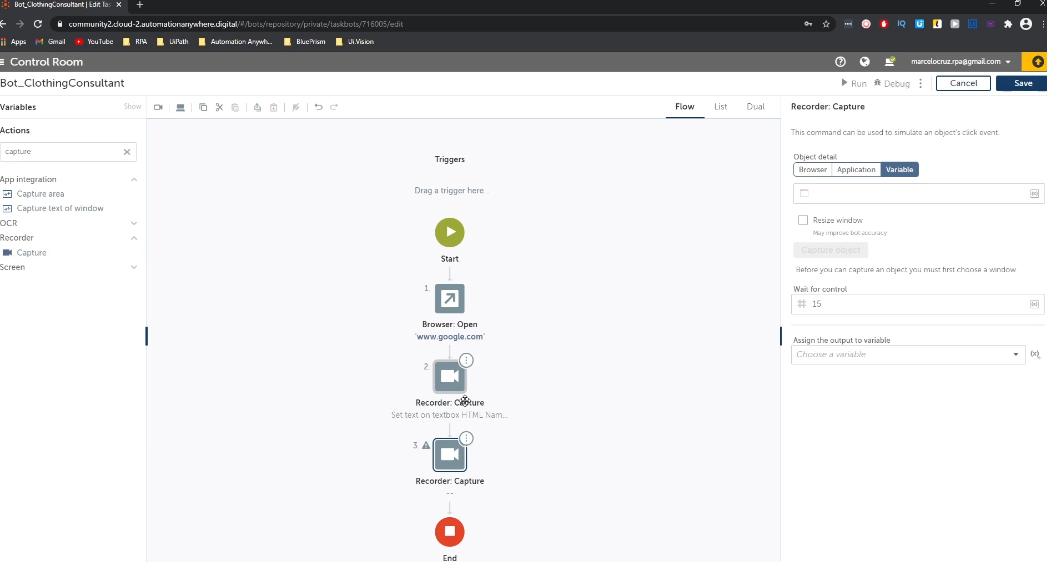 Bot_ClothingConsultant | Edit Tas
community2.cloud-2.automationanywhere.digital/#/bots/repository/private/taskbots/716005/edit
Apps Gmail YouTube RPA UiPath Automation Anywh... BluePrism Ui.Vision
Control Room
marcelocruz.rpa@gmail.com
Bot_ClothingConsultant
Run Debug Cancel Save
Variables Show
Flow List Dual
Recorder: Capture
Actions
This command can be used to simulate an object's click event.
capture
Triggers
Object detail
Browser Application Variable
App integration
Capture area
Drag a trigger here...
Capture text of window
OCR
Resize window
May improve bot accuracy
Recorder
Capture
Capture object
Start
Screen
Before you can capture an object you must first choose a window.
1.
Wait for control
15
Browser: Open
'www.google.com'
Assign the output to variable
Choose a variable
(x)
2.
Recorder: Capture
Set text on textbox HTML Nam...
3.
Recorder: Capture
--
End